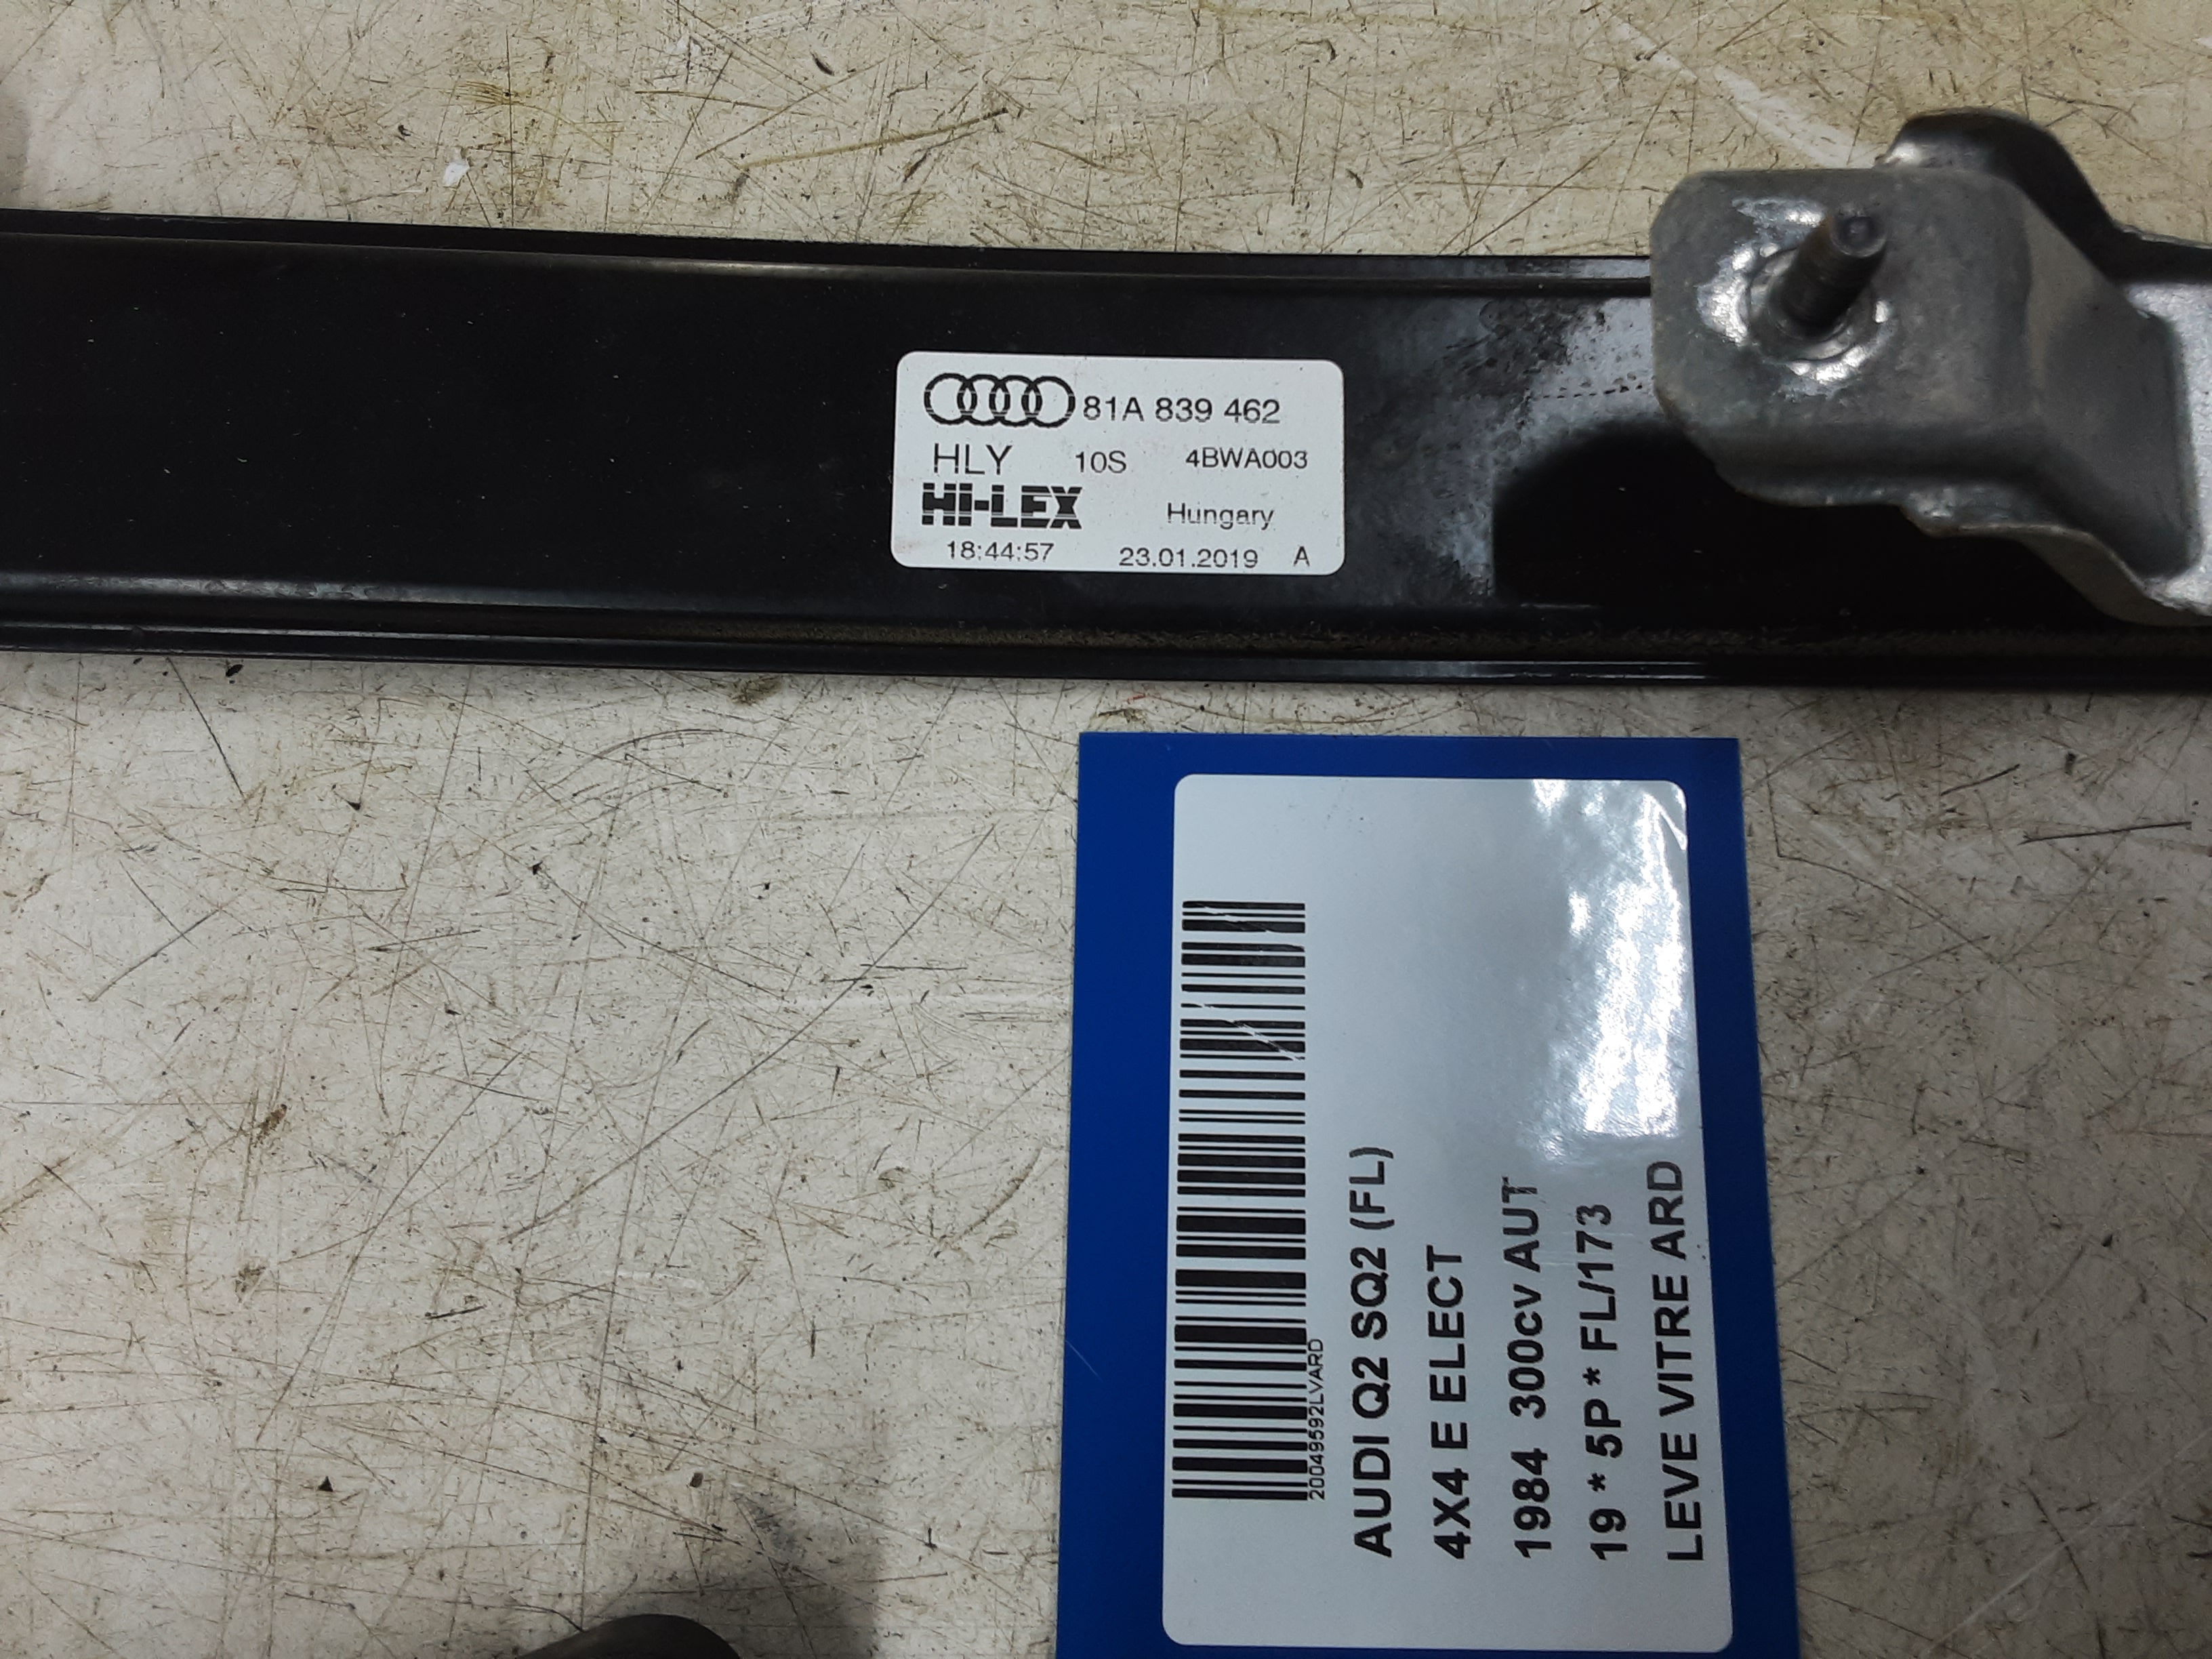 81A 839 462
HLY 10S 4BWA003
HI-LEX Hungary
18:44:57 23.01.2019 A
200049592LVARD
AUDI Q2 SQ2 (FL)
4X4 E ELECT
1984 300cv AUT
19 * 5P * FL/173
LEVE VITRE ARD